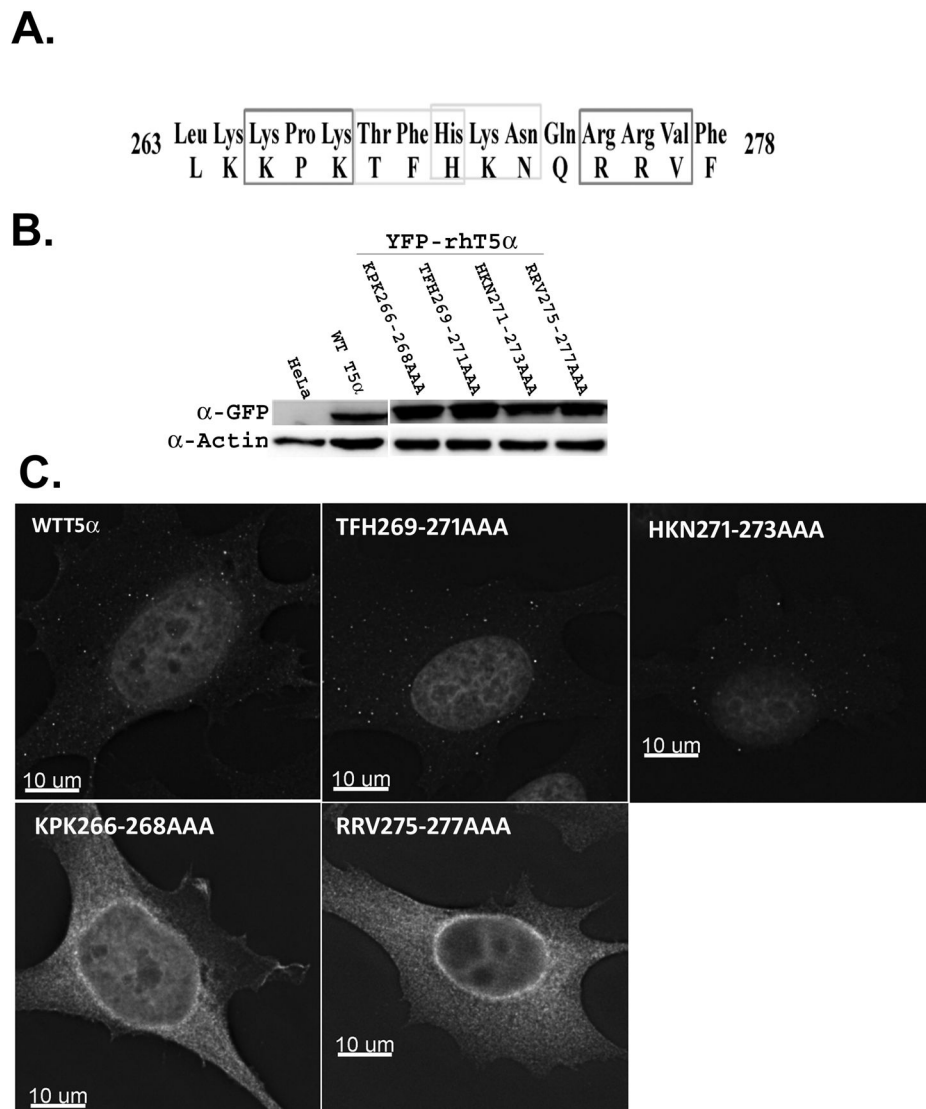 A.
263 Leu Lys Lys Pro Lys Thr Phe His Lys Asn Gln Arg Arg Val Phe 278
L K K P K T F H K N Q R R V F
B.
YFP-rhT5α
HeLa
WT T5α
KPK266-268AAA
TFH269-271AAA
HKN271-273AAA
RRV275-277AAA
α-GFP
α-Actin
C.
WTT5α
TFH269-271AAA
HKN271-273AAA
10 um
10 um
10 um
KPK266-268AAA
RRV275-277AAA
10 um
10 um